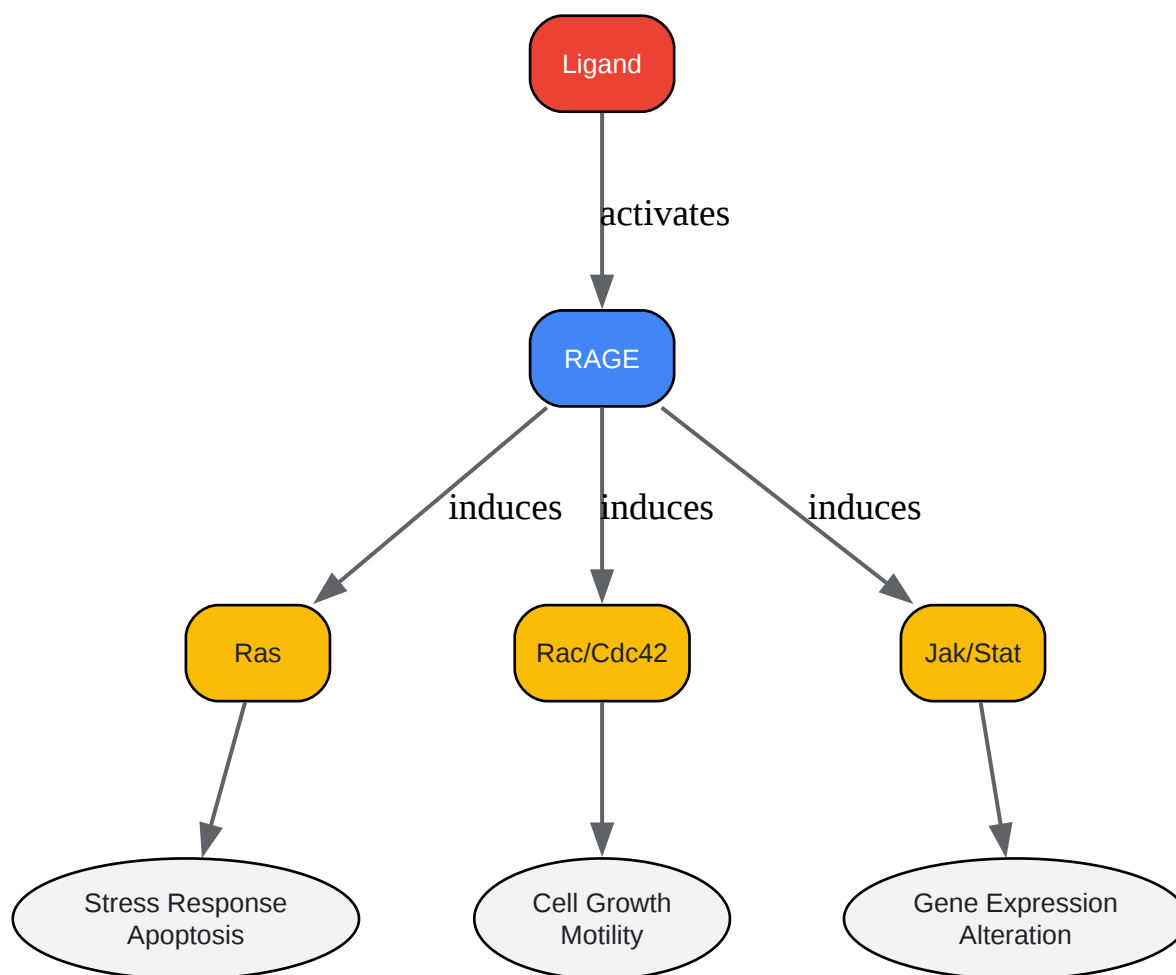 Ligand
activates
RAGE
induces
induces
induces
Ras
Rac/Cdc42
Jak/Stat
Stress Response
Apoptosis
Cell Growth
Motility
Gene Expression
Alteration